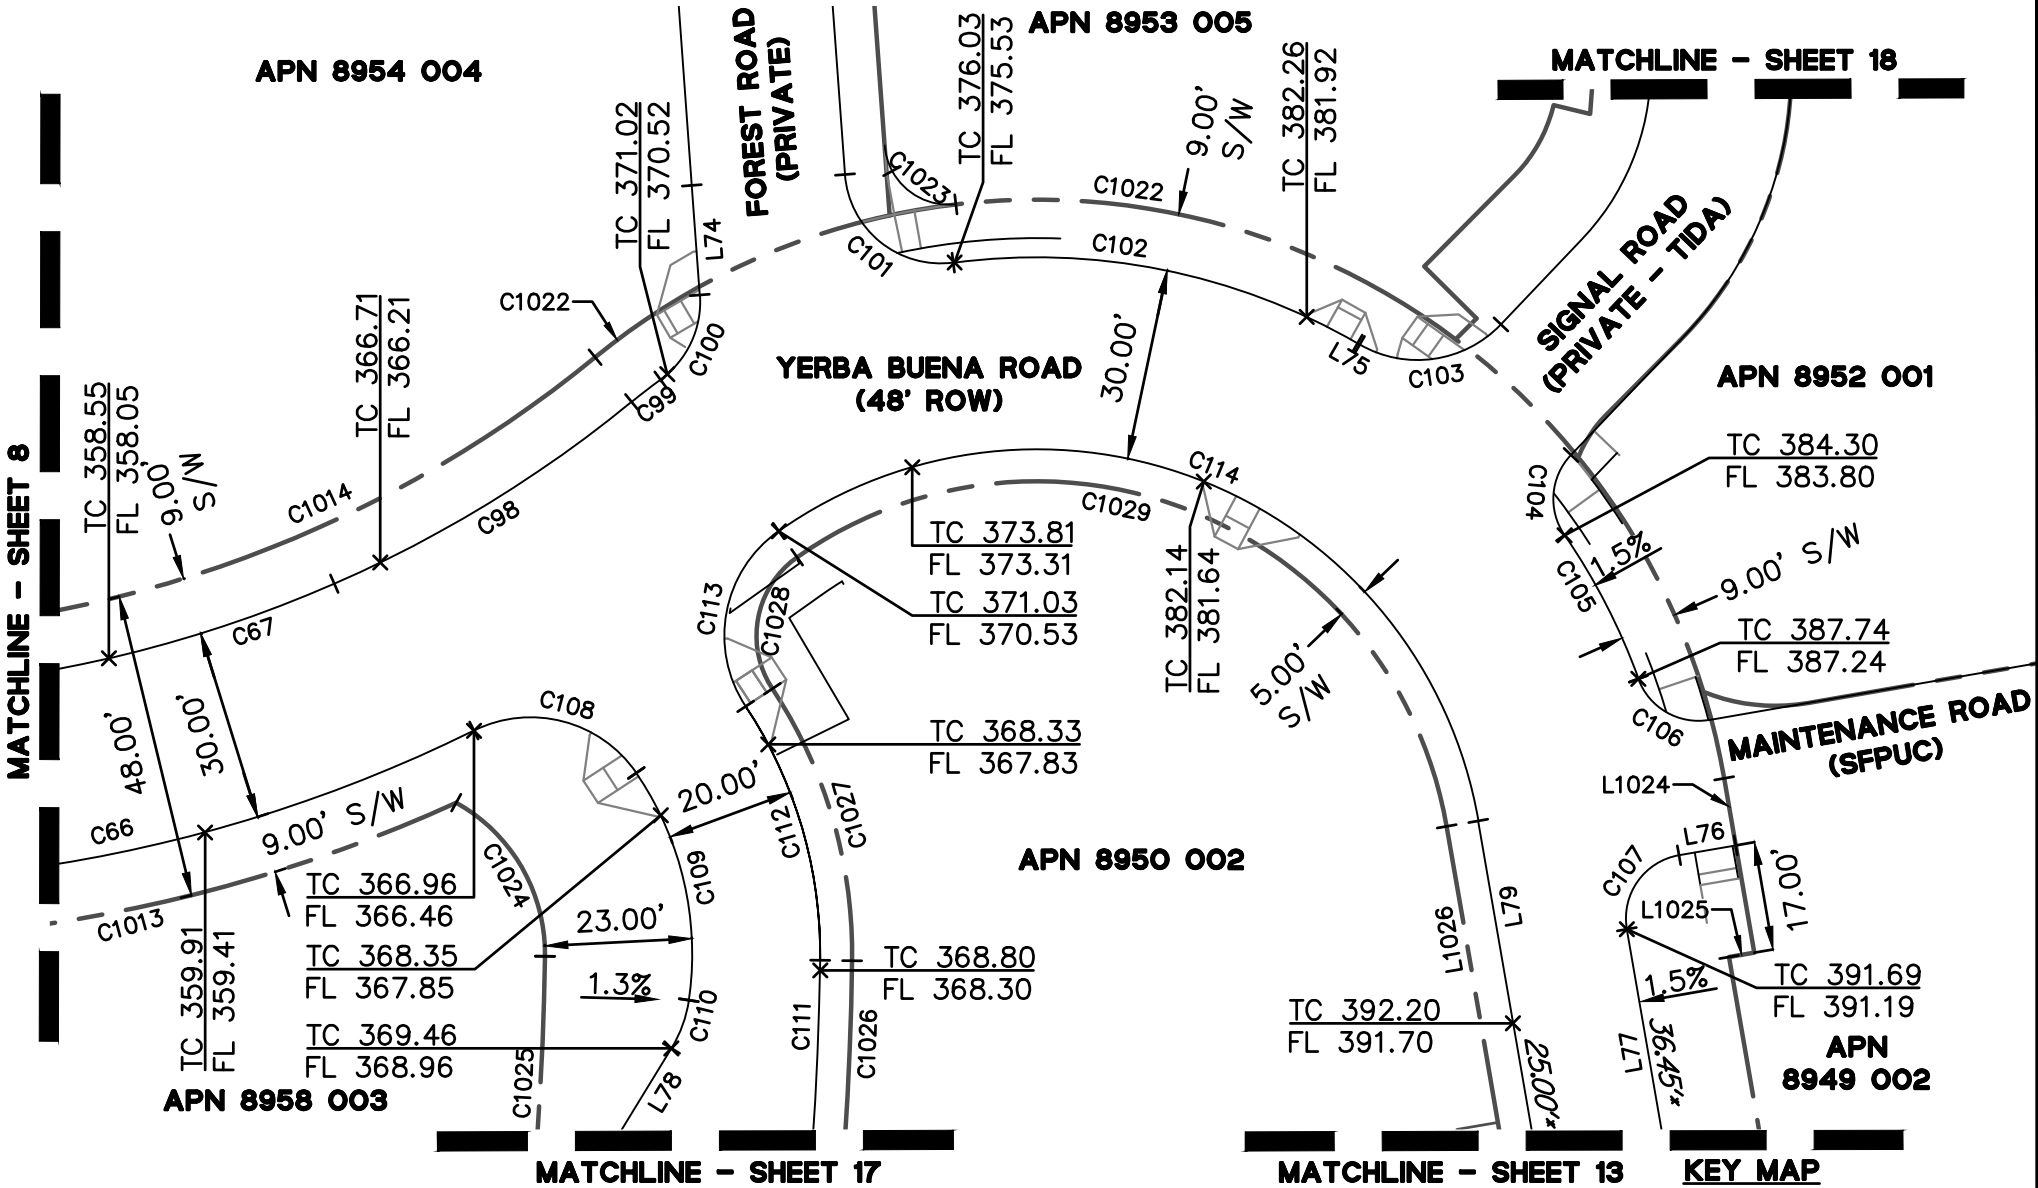 APN 8954 004
FOREST ROAD
(PRIVATE)
APN 8953 005
MATCHLINE - SHEET 18
TC 376.03
FL 375.53
TC 382.26
FL 381.92
9.00'
S/W
TC 371.02
FL 370.52
C1023
C1022
L74
C101
C102
SIGNAL ROAD
(PRIVATE - TIDA)
C1022
TC 366.71
FL 366.21
C100
YERBA BUENA ROAD
(48' ROW)
30.00'
L75
C103
APN 8952 001
TC 358.55
FL 358.05
C99
MATCHLINE - SHEET 8
9.00'
S/W
C1014
C98
C114
C1029
C104
TC 384.30
FL 383.80
TC 373.81
FL 373.31
1.5%
9.00' S/W
C105
TC 371.03
FL 370.53
C113
C1028
C67
TC 382.14
FL 381.64
TC 387.74
FL 387.24
5.00'
S/W
48.00'
30.00'
C108
C106
MAINTENANCE ROAD
(SFPUC)
TC 368.33
FL 367.83
L1024
20.00'
C66
9.00' S/W
C112
C1027
L76
C107
APN 8950 002
C1024
C109
17.00'
TC 366.96
FL 366.46
L79
L1025
C1013
23.00'
L1026
TC 359.91
FL 359.41
TC 368.35
FL 367.85
TC 368.80
FL 368.30
1.3%
C110
1.5%
TC 391.69
FL 391.19
C111
C1026
TC 392.20
FL 391.70
TC 369.46
FL 368.96
25.00'*
L77
36.45'*
APN
8949 002
C1025
L78
APN 8958 003
MATCHLINE - SHEET 17
MATCHLINE - SHEET 13
KEY MAP